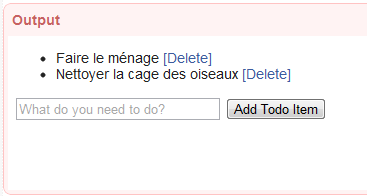 Output
Faire le ménage [Delete]
Nettoyer la cage des oiseaux [Delete]
What do you need to do? Add Todo Item